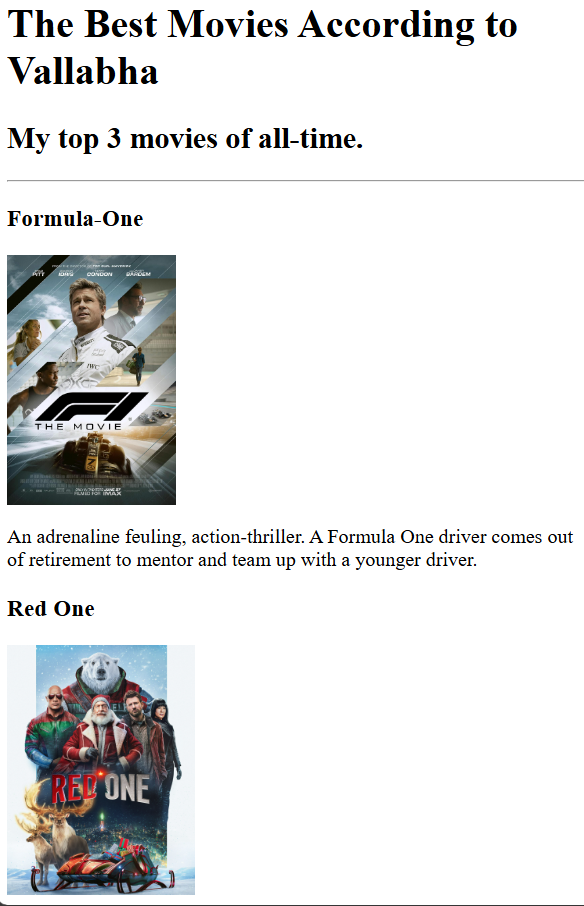 The Best Movies According to
Vallabha
My top 3 movies of all-time.
Formula-One
PITT IDRIS CONDON BARDEM
IWC
F1
THE MOVIE
IMAX
An adrenaline feuling, action-thriller. A Formula One driver comes out
of retirement to mentor and team up with a younger driver.
Red One
RED ONE